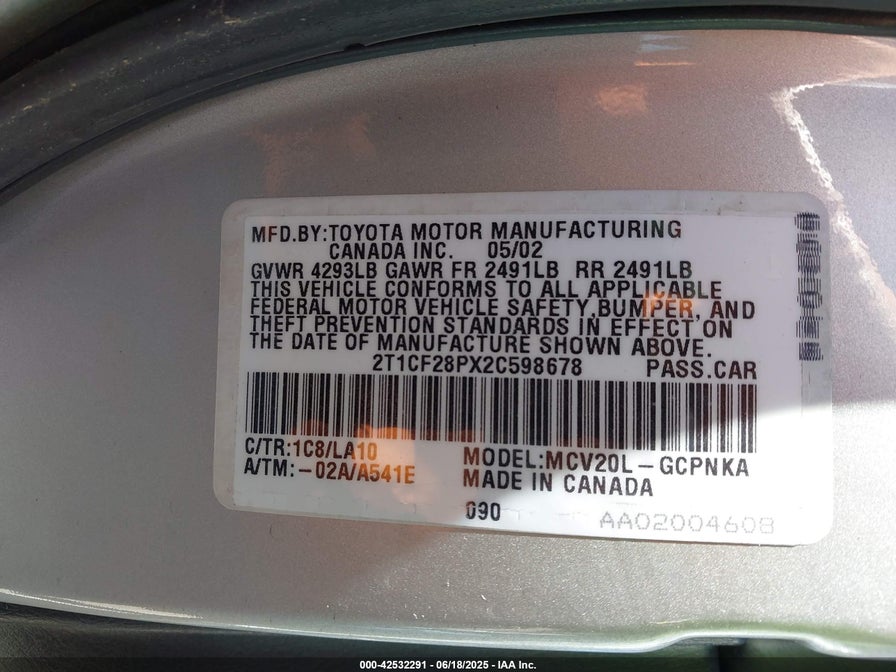 MFD.BY:TOYOTA MOTOR MANUFACTURING
CANADA INC. 05/02
GVWR 4293LB GAWR FR 2491LB RR 2491LB
THIS VEHICLE CONFORMS TO ALL APPLICABLE
FEDERAL MOTOR VEHICLE SAFETY,BUMPER, AND
THEFT PREVENTION STANDARDS IN EFFECT ON
THE DATE OF MANUFACTURE SHOWN ABOVE.
2T1CF28PX2C598678 PASS.CAR
C/TR:1C8/LA10 MODEL:MCV20L-GCPNKA
A/TM:-02A/A541E MADE IN CANADA
090 AA02004608
000-42532291 - 06/18/2025 - IAA Inc.